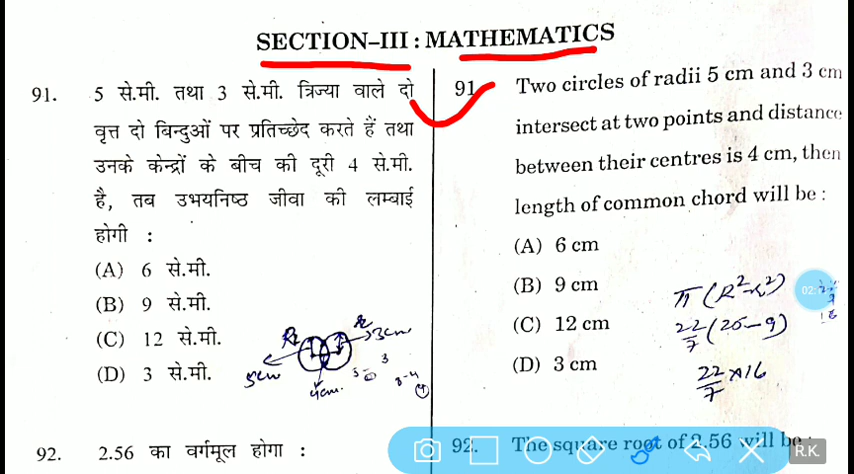 SECTION–III : MATHEMATICS
91. 5 से.मी. तथा 3 से.मी. त्रिज्या वाले दो
वृत्त दो बिन्दुओं पर प्रतिच्छेद करते हैं तथा
उनके केन्द्रों के बीच की दूरी 4 से.मी.
है, तब उभयनिष्ठ जीवा की लम्बाई
होगी :
(A) 6 से.मी.
(B) 9 से.मी.
(C) 12 से.मी.
(D) 3 से.मी.
R
3cm
5cm
4cm.
92. 2.56 का वर्गमूल होगा :
91. Two circles of radii 5 cm and 3 cm
intersect at two points and distance
between their centres is 4 cm, then
length of common chord will be :
(A) 6 cm
(B) 9 cm
(C) 12 cm
(D) 3 cm
π (R²-r²)
22/7 (25-9)
22/7 × 16
92. The square root of 2.56 will be :
R.K.